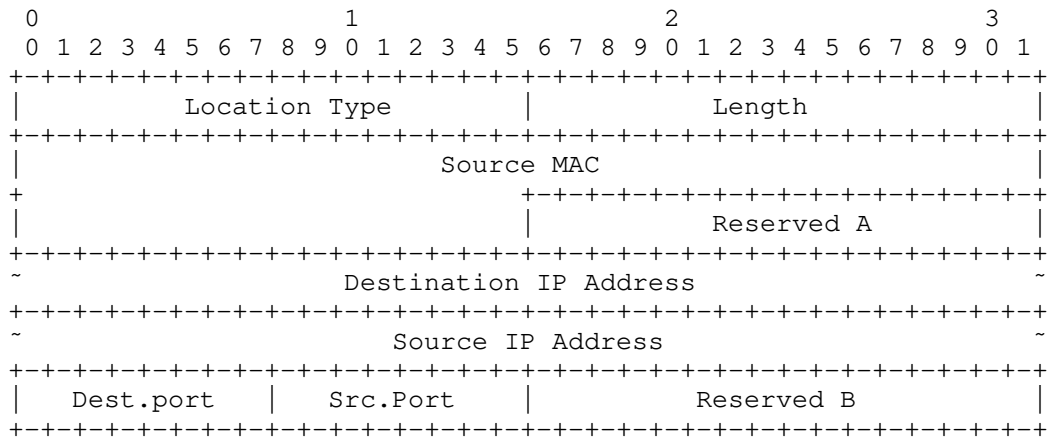 0                   1                   2                   3
0 1 2 3 4 5 6 7 8 9 0 1 2 3 4 5 6 7 8 9 0 1 2 3 4 5 6 7 8 9 0 1
+-+-+-+-+-+-+-+-+-+-+-+-+-+-+-+-+-+-+-+-+-+-+-+-+-+-+-+-+-+-+-+-+
|          Location Type        |           Length              |
+-+-+-+-+-+-+-+-+-+-+-+-+-+-+-+-+-+-+-+-+-+-+-+-+-+-+-+-+-+-+-+-+
|                          Source MAC                           |
+                               +-+-+-+-+-+-+-+-+-+-+-+-+-+-+-+-+
|                               |           Reserved A          |
+-+-+-+-+-+-+-+-+-+-+-+-+-+-+-+-+-+-+-+-+-+-+-+-+-+-+-+-+-+-+-+-+
~                    Destination IP Address                     ~
+-+-+-+-+-+-+-+-+-+-+-+-+-+-+-+-+-+-+-+-+-+-+-+-+-+-+-+-+-+-+-+-+
~                       Source IP Address                       ~
+-+-+-+-+-+-+-+-+-+-+-+-+-+-+-+-+-+-+-+-+-+-+-+-+-+-+-+-+-+-+-+-+
|   Dest.port   |   Src.Port    |          Reserved B           |
+-+-+-+-+-+-+-+-+-+-+-+-+-+-+-+-+-+-+-+-+-+-+-+-+-+-+-+-+-+-+-+-+